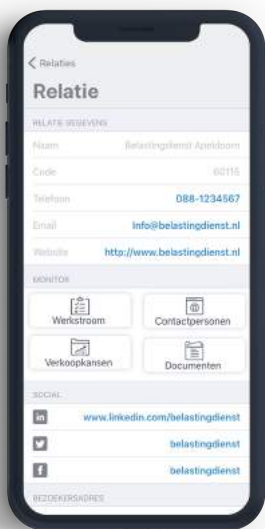 Relaties
Relatie
RELATIE GEGEVENS
Naam Belastingdienst Apeldoorn
Code 60115
Telefoon 088-1234567
Email Info@belastingdienst.nl
Website http://www.belastingdienst.nl
MONITOR
Werkstroom Contactpersonen
Verkoopkansen Documenten
SOCIAL
in www.linkedin.com/belastingdienst
belastingdienst
f belastingdienst
BEZOEKERSADRES